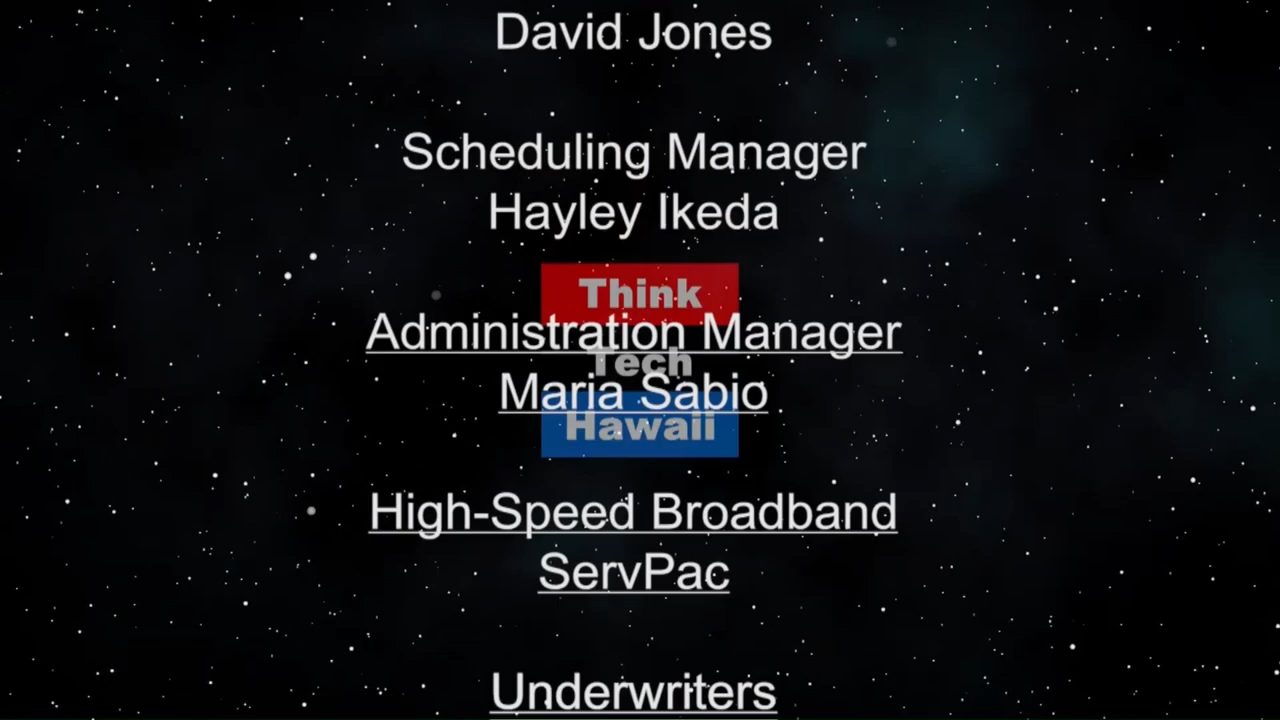 David Jones
Scheduling Manager
Hayley Ikeda
Think
Administration Manager
Tech
Maria Sabio
Hawaii
High-Speed Broadband
ServPac
Underwriters